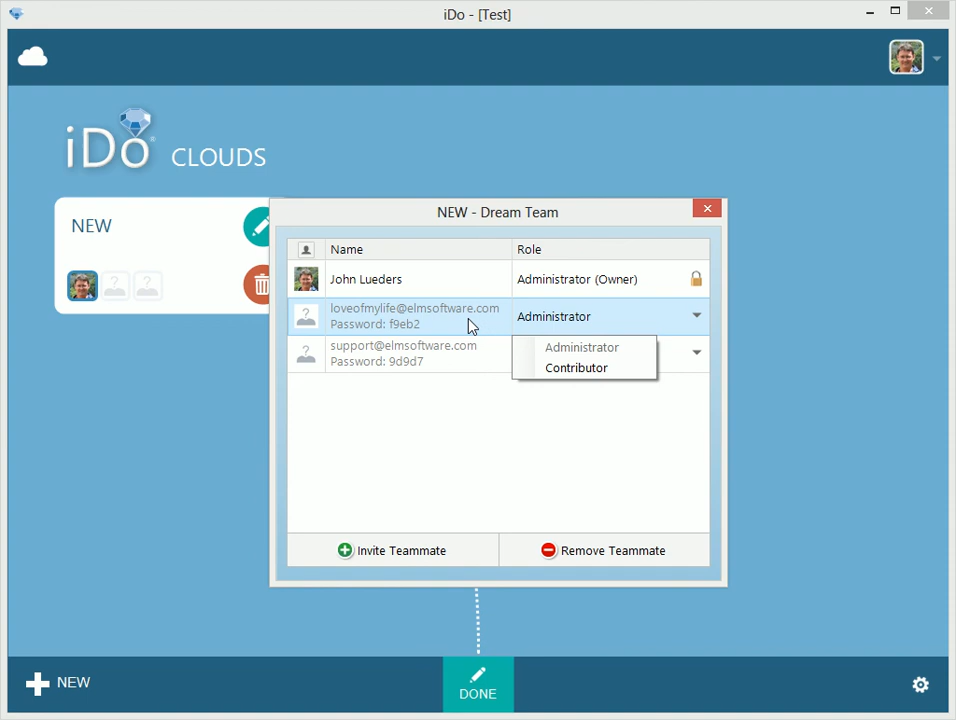 iDo - [Test]
iDo® CLOUDS
NEW
NEW - Dream Team
Name
Role
John Lueders
Administrator (Owner)
loveofmylife@elmsoftware.com
Password: f9eb2
Administrator
support@elmsoftware.com
Password: 9d9d7
Administrator
Contributor
Invite Teammate
Remove Teammate
NEW
DONE